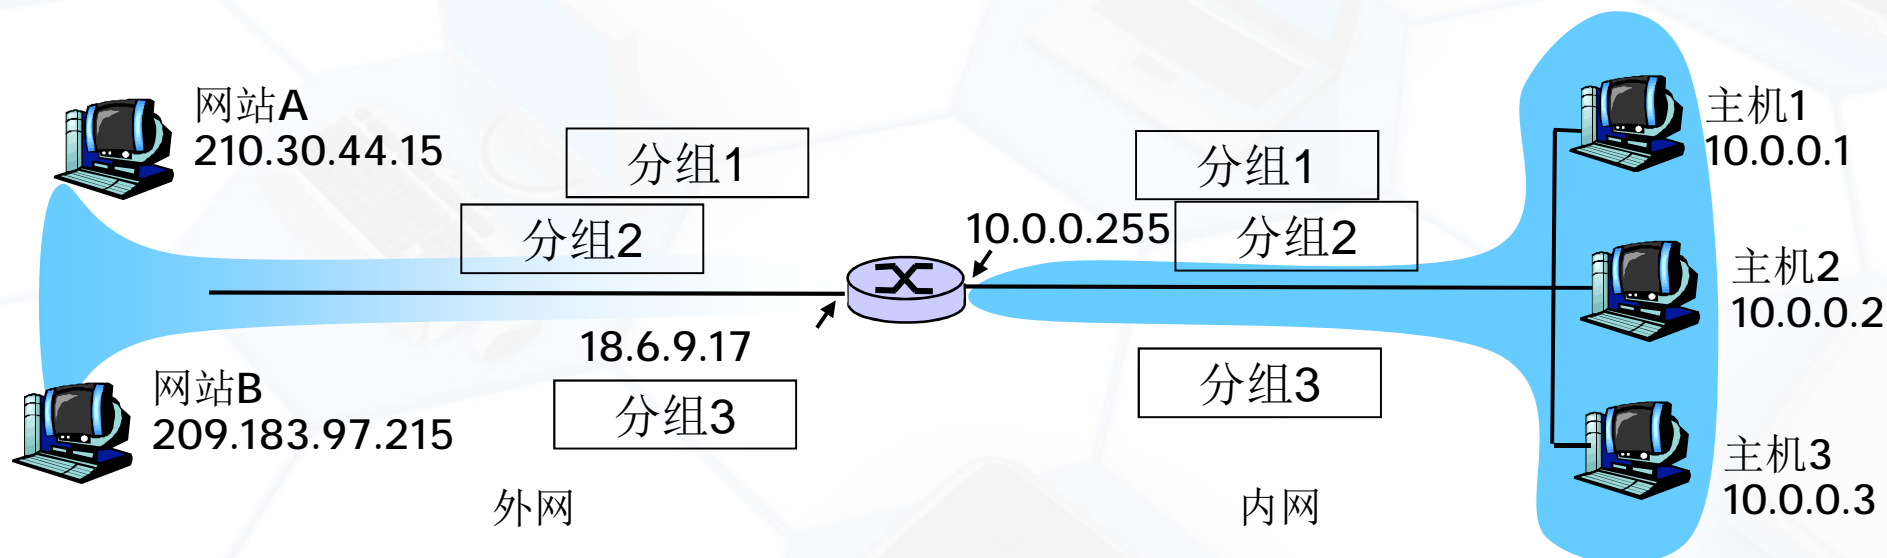 网站A
210.30.44.15
分组1
分组2
18.6.9.17
网站B
209.183.97.215
分组3
外网
10.0.0.255
分组1
分组2
分组3
内网
主机1
10.0.0.1
主机2
10.0.0.2
主机3
10.0.0.3